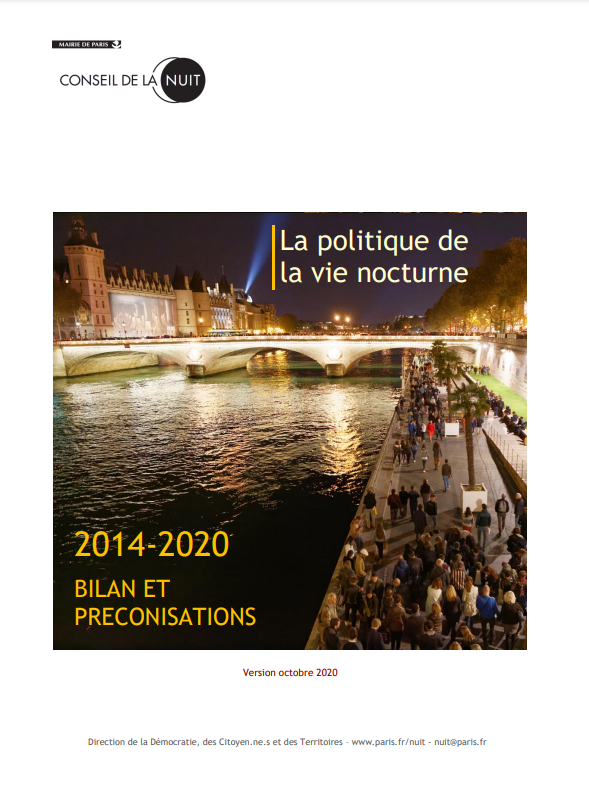 MAIRIE DE PARIS
CONSEIL DE LA NUIT
La politique de
la vie nocturne
2014-2020
BILAN ET
PRECONISATIONS
Version octobre 2020
Direction de la Démocratie, des Citoyen.ne.s et des Territoires – www.paris.fr/nuit - nuit@paris.fr